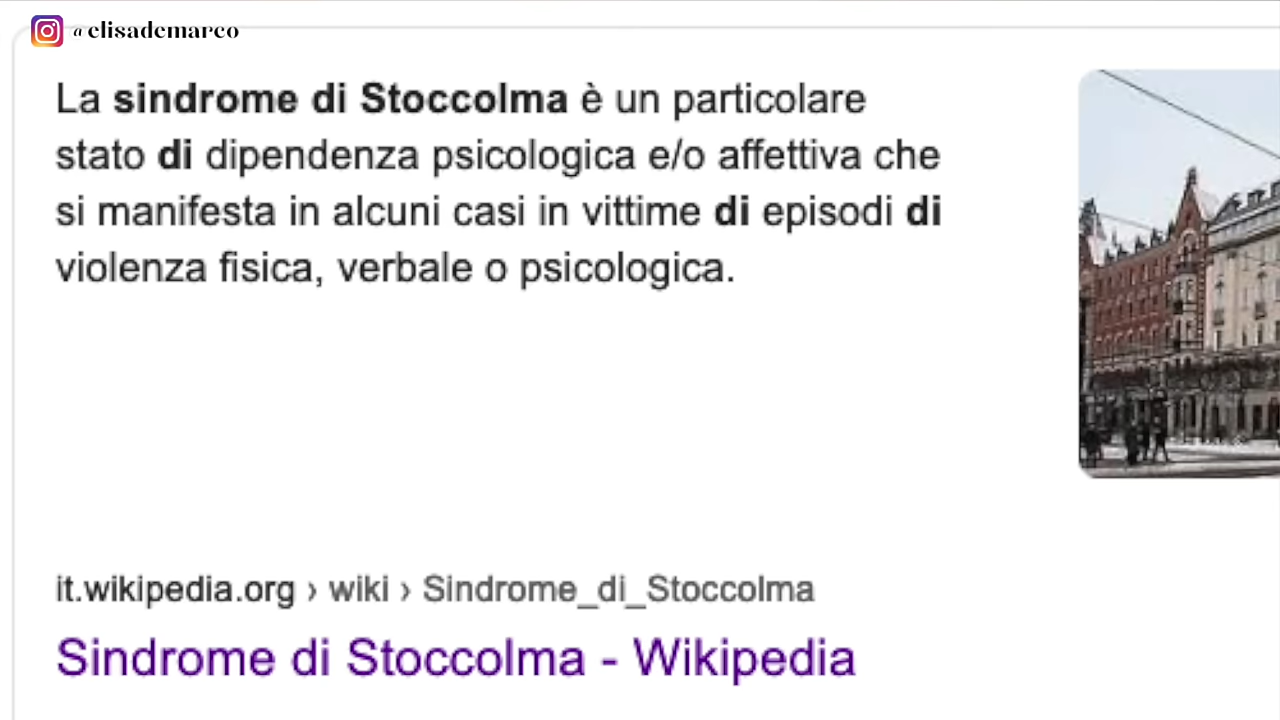 @elisademarco
La sindrome di Stoccolma è un particolare
stato di dipendenza psicologica e/o affettiva che
si manifesta in alcuni casi in vittime di episodi di
violenza fisica, verbale o psicologica.
it.wikipedia.org › wiki › Sindrome_di_Stoccolma
Sindrome di Stoccolma - Wikipedia